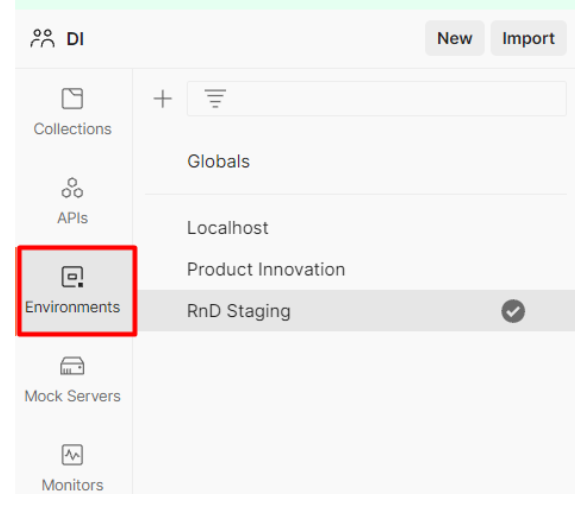 DI
New
Import
Collections
Globals
APIs
Localhost
Product Innovation
Environments
RnD Staging
Mock Servers
Monitors